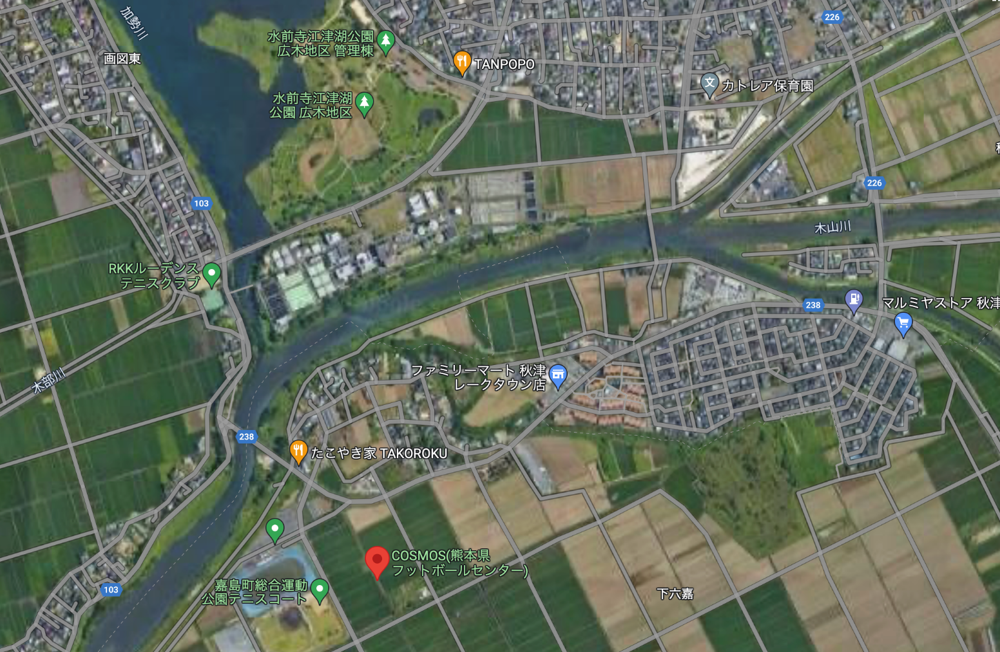 加勢川
226
水前寺江津湖公園
広木地区 管理棟
画図東
TANPOPO
カトレア保育園
水前寺江津湖
公園 広木地区
226
103
木山川
RKKルーデンス
テニスクラブ
238
マルミヤストア 秋津
ファミリーマート 秋津
レークタウン店
木部川
238
たこやき家 TAKOROKU
COSMOS(熊本県
フットボールセンター)
嘉島町総合運動
公園テニスコート
103
下六嘉